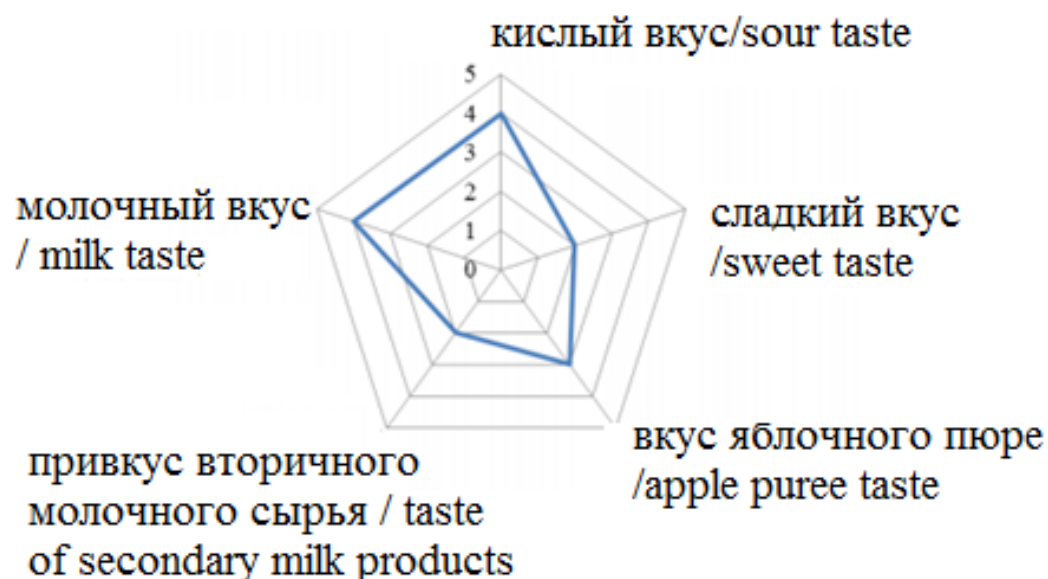 кислый вкус/sour taste
5
4
3
2
1
0
молочный вкус
/ milk taste
сладкий вкус
/sweet taste
вкус яблочного пюре
/apple puree taste
привкус вторичного
молочного сырья / taste
of secondary milk products